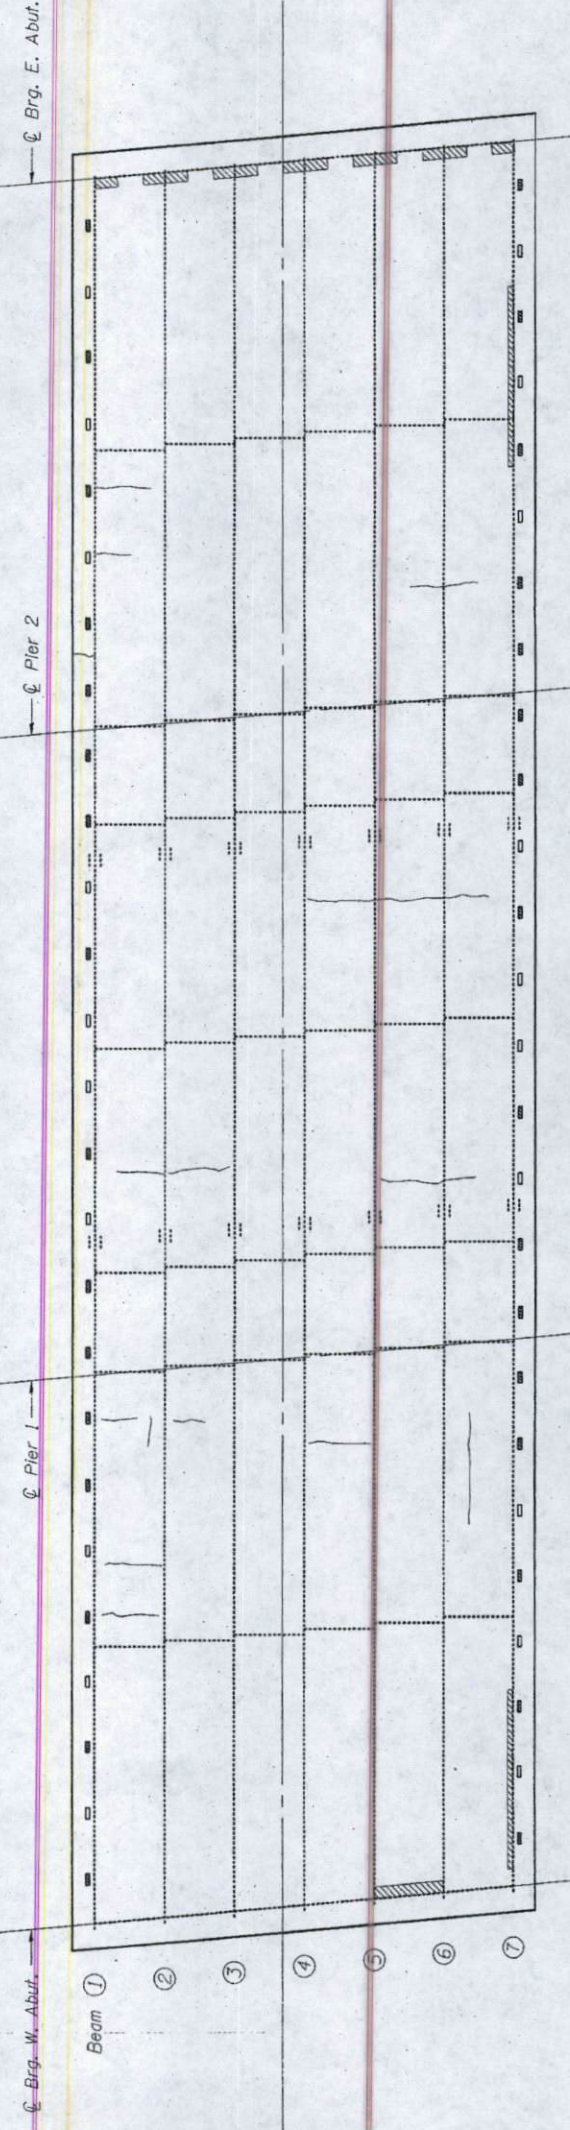 ℄ Brg. E. Abut.
℄ Pier 2
℄ Pier 1
℄ Brg. W. Abut.
Beam 1 2 3 4 5 6 7